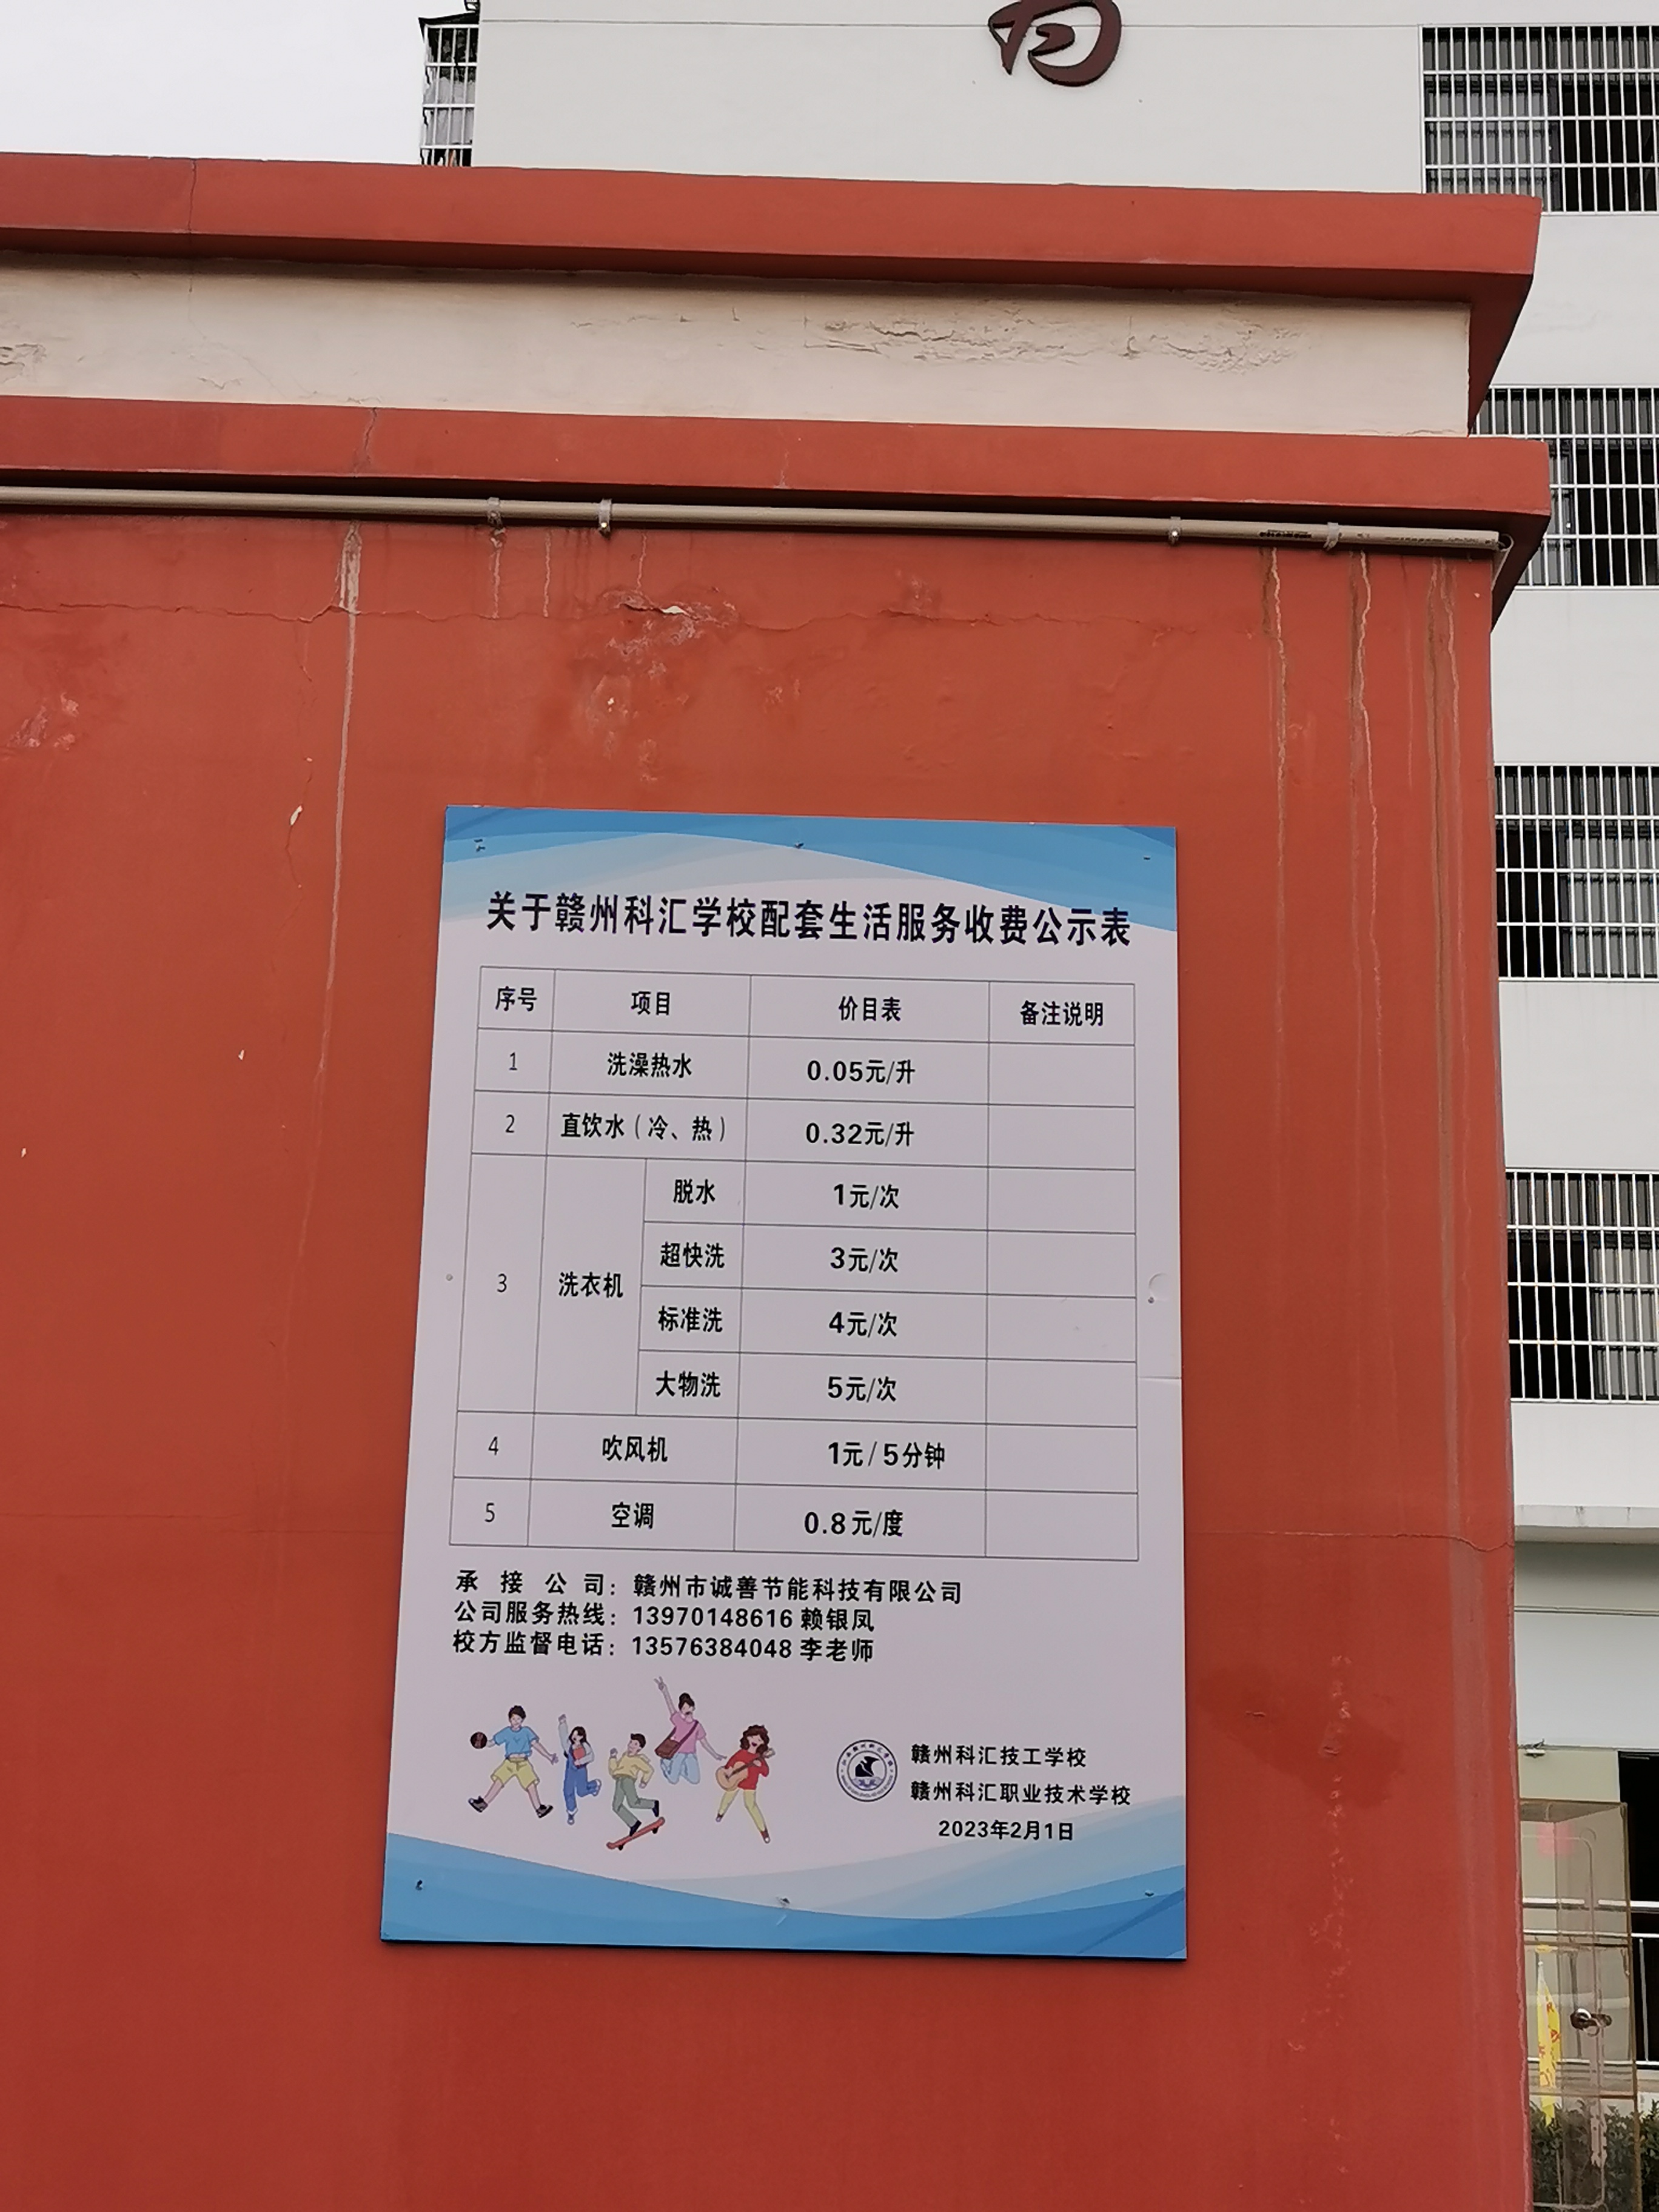 关于赣州科汇学校配套生活服务收费公示表
序号 项目 价目表 备注说明
1 洗澡热水 0.05元/升
2 直饮水（冷、热） 0.32元/升
3 洗衣机 脱水 1元/次
超快洗 3元/次
标准洗 4元/次
大物洗 5元/次
4 吹风机 1元/5分钟
5 空调 0.8元/度
承接公司：赣州市诚善节能科技有限公司
公司服务热线：13970148616 赖银凤
校方监督电话：13576384048 李老师
赣州科汇技工学校
赣州科汇职业技术学校
2023年2月1日